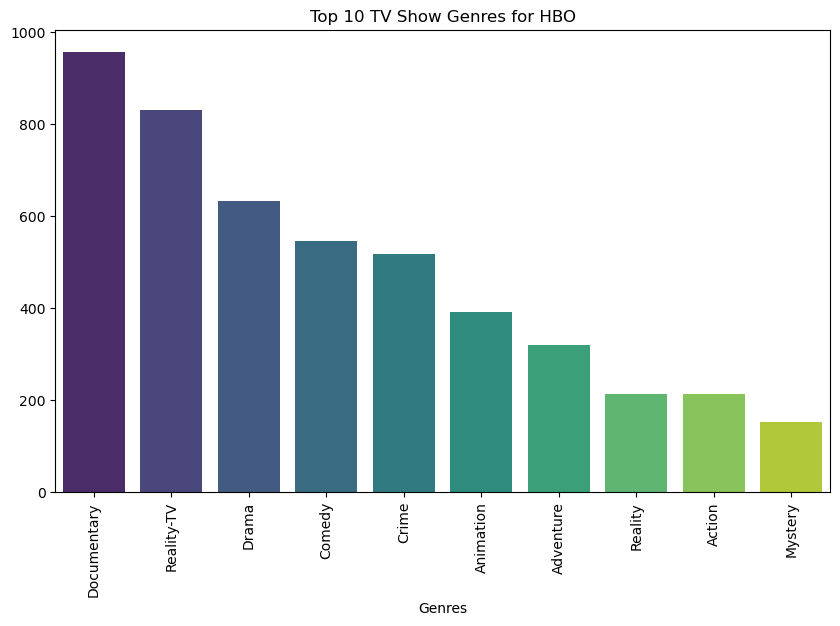 Top 10 TV Show Genres for HBO
1000
800
600
400
200
0
Documentary
Reality-TV
Drama
Comedy
Crime
Animation
Adventure
Reality
Action
Mystery
Genres